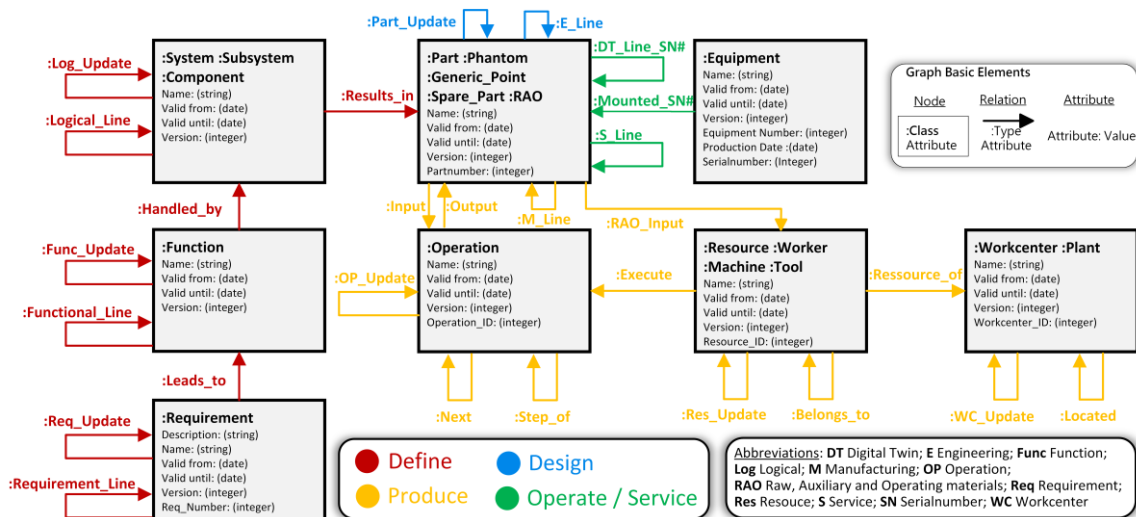 :Part_Update
:E_Line
:System :Subsystem
:Component
Name: (string)
Valid from: (date)
Valid until: (date)
Version: (integer)
:Log_Update
:Logical_Line
:Results_in
:Part :Phantom
:Generic_Point
:Spare_Part :RAO
Name: (string)
Valid from: (date)
Valid until: (date)
Version: (integer)
Partnumber: (integer)
:DT_Line_SN#
:Mounted_SN#
:S_Line
:Equipment
Name: (string)
Valid from: (date)
Valid until: (date)
Version: (integer)
Equipment Number: (integer)
Production Date :(date)
Serialnumber: (Integer)
Graph Basic Elements
Node
Relation
Attribute
:Class
Attribute
:Type
Attribute
Attribute: Value
:Handled_by
:Input
:Output
:M_Line
:RAO_Input
:Func_Update
:Functional_Line
:Function
Name: (string)
Valid from: (date)
Valid until: (date)
Version: (integer)
:OP_Update
:Operation
Name: (string)
Valid from: (date)
Valid until: (date)
Version: (integer)
Operation_ID: (integer)
:Execute
:Resource :Worker
:Machine :Tool
Name: (string)
Valid from: (date)
Valid until: (date)
Version: (integer)
Resource_ID: (integer)
:Ressource_of
:Workcenter :Plant
Name: (string)
Valid from: (date)
Valid until: (date)
Version: (integer)
Workcenter_ID: (integer)
:Leads_to
:Next
:Step_of
:Res_Update
:Belongs_to
:WC_Update
:Located
:Req_Update
:Requirement_Line
:Requirement
Description: (string)
Name: (string)
Valid from: (date)
Valid until: (date)
Version: (integer)
Req_Number: (integer)
Define
Design
Produce
Operate / Service
Abbreviations: DT Digital Twin; E Engineering; Func Function;
Log Logical; M Manufacturing; OP Operation;
RAO Raw, Auxiliary and Operating materials; Req Requirement;
Res Resouce; S Service; SN Serialnumber; WC Workcenter